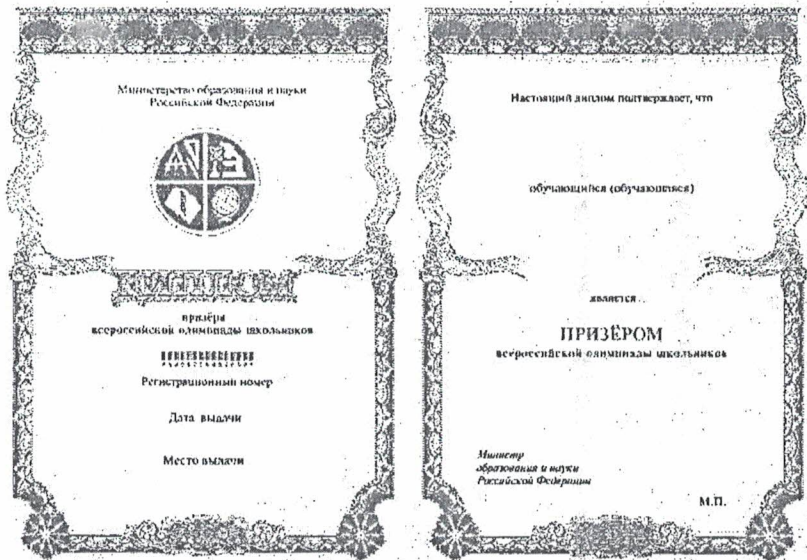 Министерство образования и науки
Российской Федерации
призёра
всероссийской олимпиады школьников
Регистрационный номер
Дата выдачи
Место выдачи
Настоящий диплом подтверждает, что
обучающийся (обучающаяся)
является
ПРИЗЁРОМ
всероссийской олимпиады школьников
Министр
образования и науки
Российской Федерации
М.П.